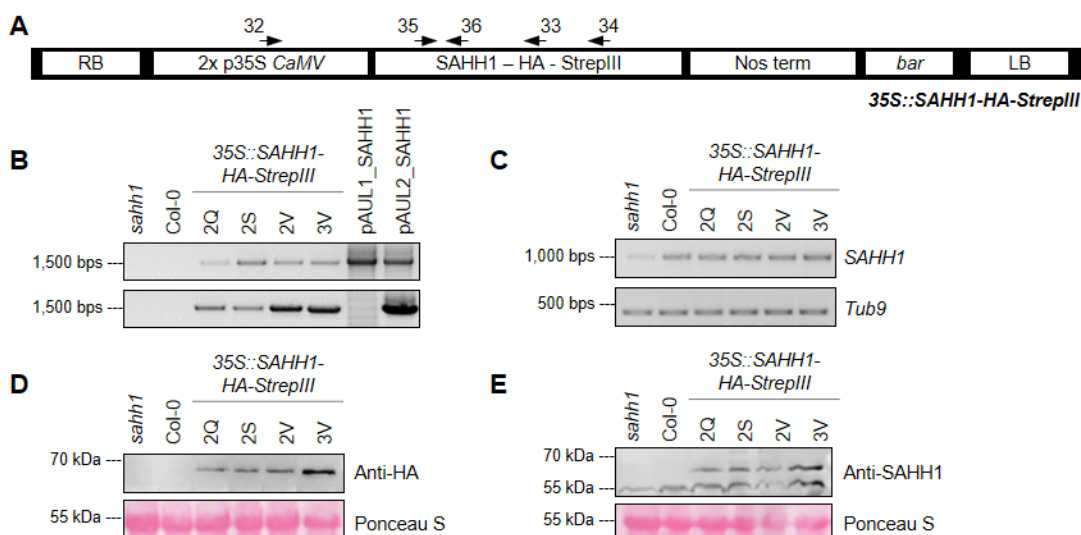 A
32
35
36
33
34
RB
2x p35S CaMV
SAHH1 – HA - StrepIII
Nos term
bar
LB
35S::SAHH1-HA-StrepIII
B
35S::SAHH1-
HA-StrepIII
sahh1
Col-0
2Q
2S
2V
3V
pAUL1_SAHH1
pAUL2_SAHH1
1,500 bps
1,500 bps
C
35S::SAHH1-
HA-StrepIII
sahh1
Col-0
2Q
2S
2V
3V
1,000 bps
SAHH1
500 bps
Tub9
D
35S::SAHH1-
HA-StrepIII
sahh1
Col-0
2Q
2S
2V
3V
70 kDa
Anti-HA
55 kDa
Ponceau S
E
35S::SAHH1-
HA-StrepIII
sahh1
Col-0
2Q
2S
2V
3V
70 kDa
Anti-SAHH1
55 kDa
55 kDa
Ponceau S